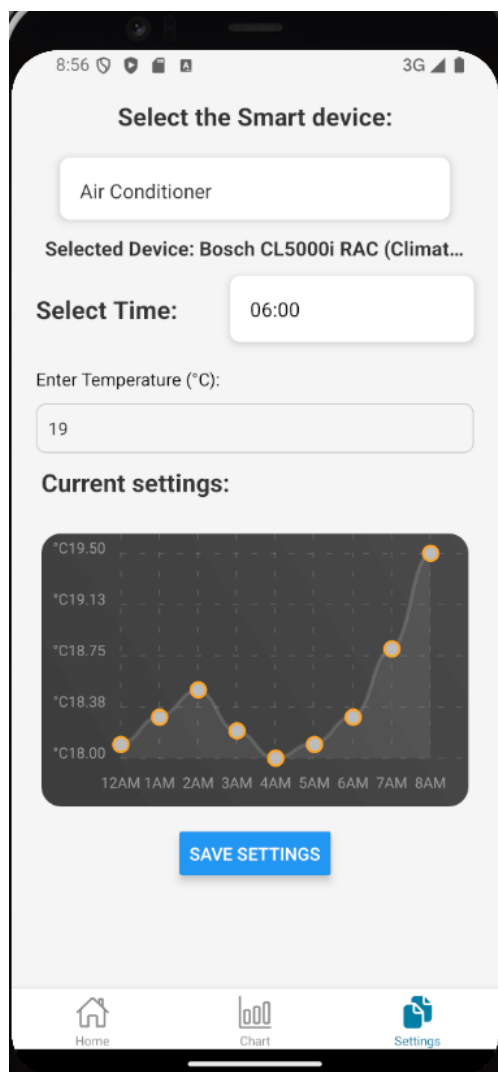 8:56
3G
Select the Smart device:
Air Conditioner
Selected Device: Bosch CL5000i RAC (Climat...
Select Time:
06:00
Enter Temperature (°C):
19
Current settings:
°C19.50
°C19.13
°C18.75
°C18.38
°C18.00
12AM 1AM 2AM 3AM 4AM 5AM 6AM 7AM 8AM
SAVE SETTINGS
Home
Chart
Settings